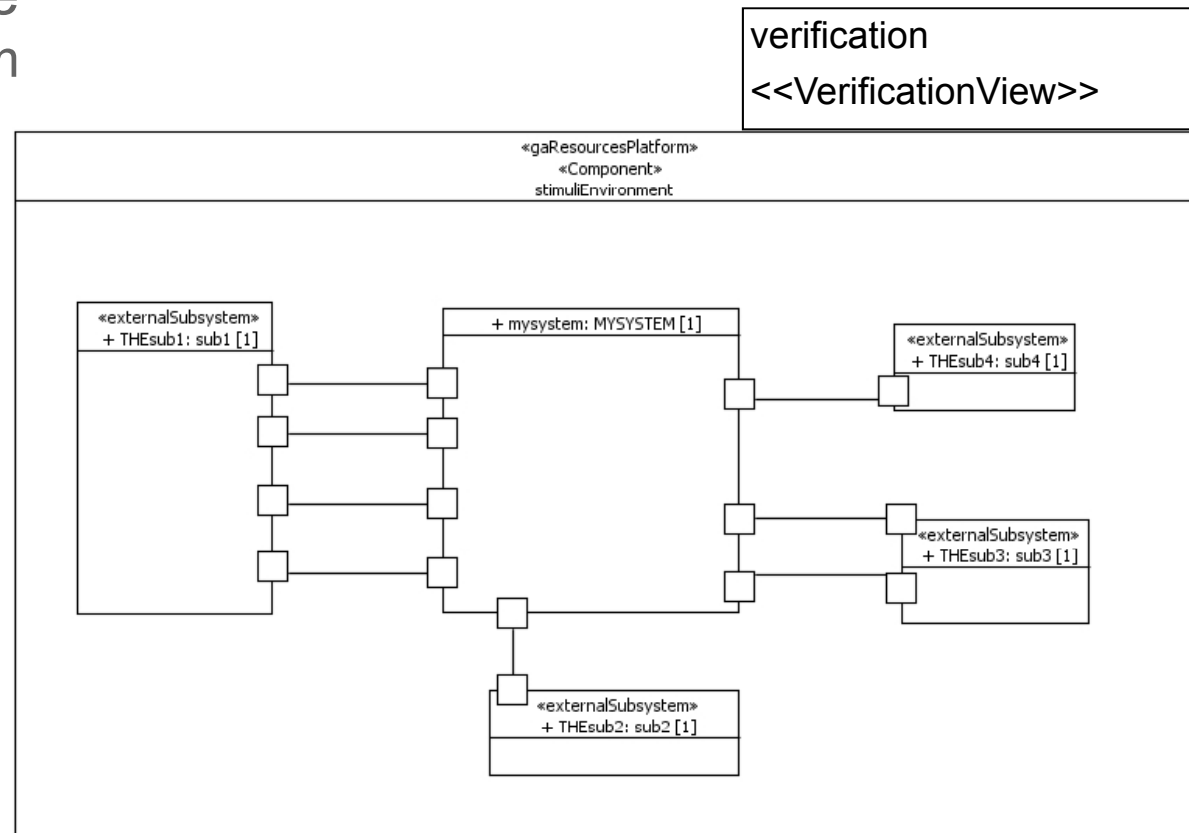 e
m
verification
<<VerificationView>>
«gaResourcesPlatform»
«Component»
stimuliEnvironment
«externalSubsystem»
+ THEsub1: sub1 [1]
+ mysystem: MYSYSTEM [1]
«externalSubsystem»
+ THEsub4: sub4 [1]
«externalSubsystem»
+ THEsub3: sub3 [1]
«externalSubsystem»
+ THEsub2: sub2 [1]